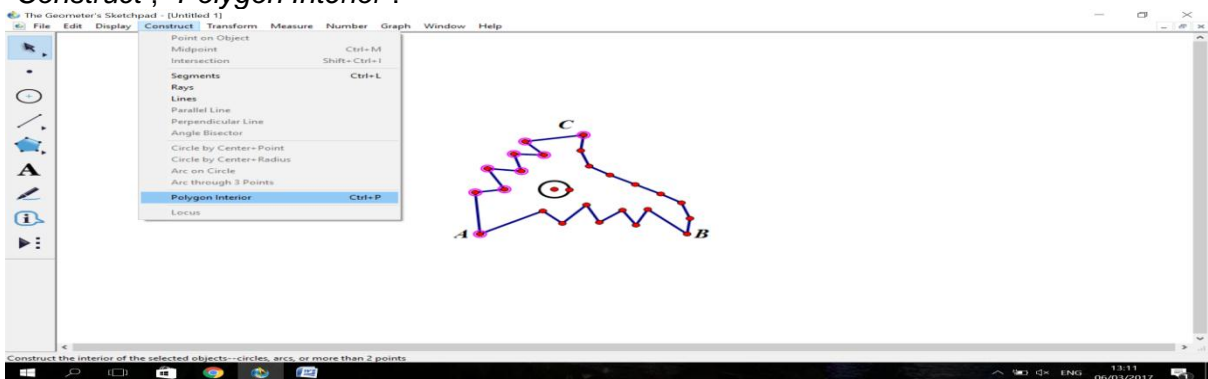 "Construct", "Polygon Interior".
The Geometer's Sketchpad - [Untitled 1]
File Edit Display Construct Transform Measure Number Graph Window Help
Point on Object
Midpoint Ctrl+M
Intersection Shift+Ctrl+I
Segments Ctrl+L
Rays
Lines
Parallel Line
Perpendicular Line
Angle Bisector
Circle by Center+Point
Circle by Center+Radius
Arc on Circle
Arc through 3 Points
Polygon Interior Ctrl+P
Locus
C
A
B
A
Construct the interior of the selected objects--circles, arcs, or more than 2 points
ENG
13:11
06/03/2017